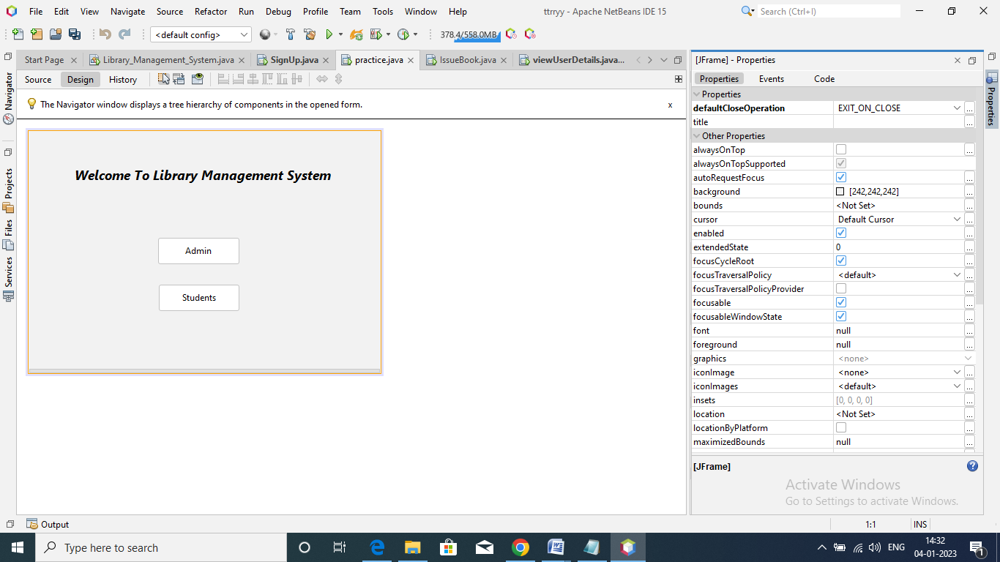 File Edit View Navigate Source Refactor Run Debug Profile Team Tools Window Help ttrryy - Apache NetBeans IDE 15 Search (Ctrl+I)
<default config> 378.4/558.0MB
Start Page Library_Management_System.java SignUp.java practice.java IssueBook.java viewUserDetails.java...
Source Design History
The Navigator window displays a tree hierarchy of components in the opened form. x
Navigator
Projects
Files
Services
Welcome To Library Management System
Admin
Students
[JFrame] - Properties
Properties Events Code
Properties
Properties
defaultCloseOperation EXIT_ON_CLOSE ...
title ...
Other Properties
alwaysOnTop ...
alwaysOnTopSupported
autoRequestFocus ...
background [242,242,242] ...
bounds <Not Set> ...
cursor Default Cursor ...
enabled ...
extendedState 0 ...
focusCycleRoot ...
focusTraversalPolicy <default> ...
focusTraversalPolicyProvider ...
focusable ...
focusableWindowState ...
font null ...
foreground null ...
graphics <none>
iconImage <none> ...
iconImages <default> ...
insets [0, 0, 0, 0] ...
location <Not Set> ...
locationByPlatform ...
maximizedBounds null ...
[JFrame]
Activate Windows
Go to Settings to activate Windows.
Output 1:1 INS
Type here to search ENG 14:32
04-01-2023 1